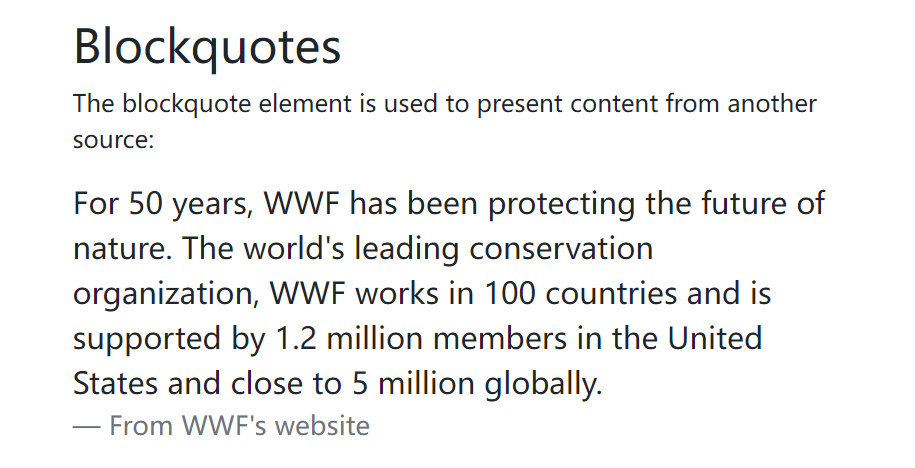 Blockquotes
The blockquote element is used to present content from another
source:
For 50 years, WWF has been protecting the future of
nature. The world's leading conservation
organization, WWF works in 100 countries and is
supported by 1.2 million members in the United
States and close to 5 million globally.
— From WWF's website